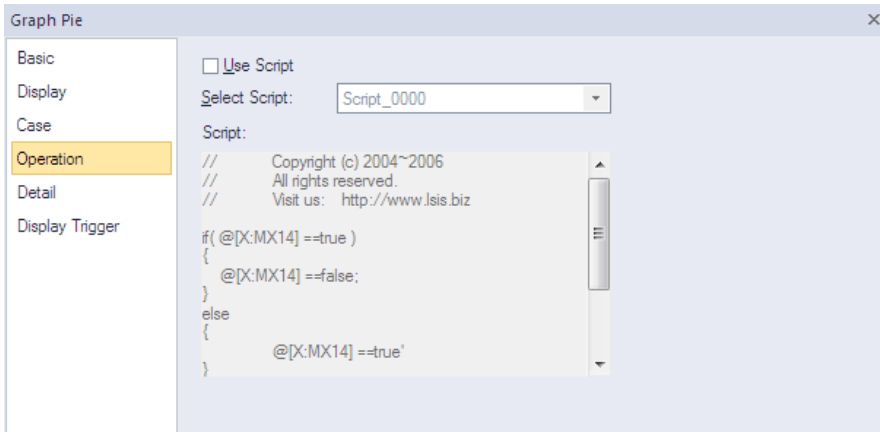 Graph Pie
Basic
Display
Case
Operation
Detail
Display Trigger
Use Script
Select Script: Script_0000
Script:
// Copyright (c) 2004~2006
// All rights reserved.
// Visit us: http://www.lsis.biz
if( @[X:MX14] ==true )
{
@[X:MX14] ==false;
}
else
{
@[X:MX14] ==true'
}